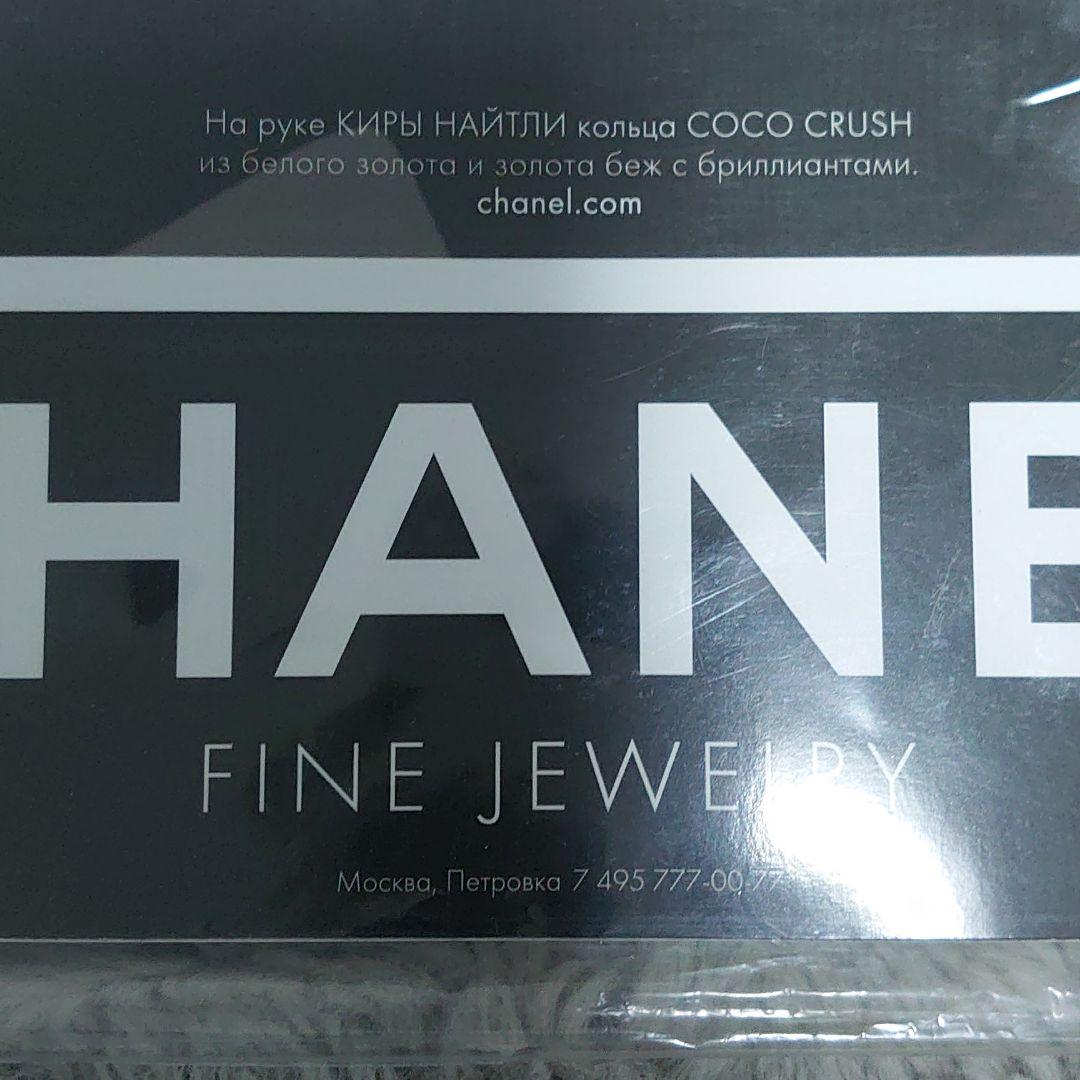 На руке КИРЫ НАЙТЛИ кольца COCO CRUSH
из белого золота и золота беж с бриллиантами.
chanel.com
HANE
FINE JEWELRY
Москва, Петровка 7 495 777-00-77